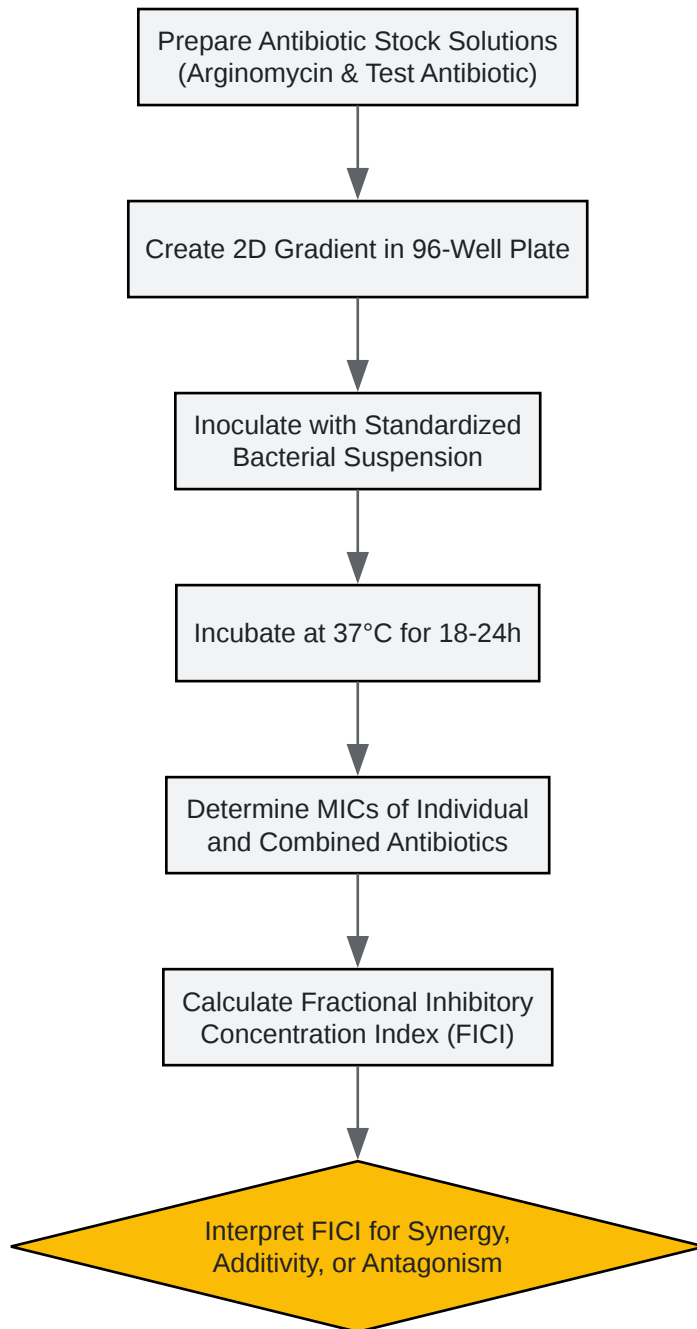 Prepare Antibiotic Stock Solutions
(Arginomycin & Test Antibiotic)
Create 2D Gradient in 96-Well Plate
Inoculate with Standardized
Bacterial Suspension
Incubate at 37°C for 18-24h
Determine MICs of Individual
and Combined Antibiotics
Calculate Fractional Inhibitory
Concentration Index (FICI)
Interpret FICI for Synergy,
Additivity, or Antagonism